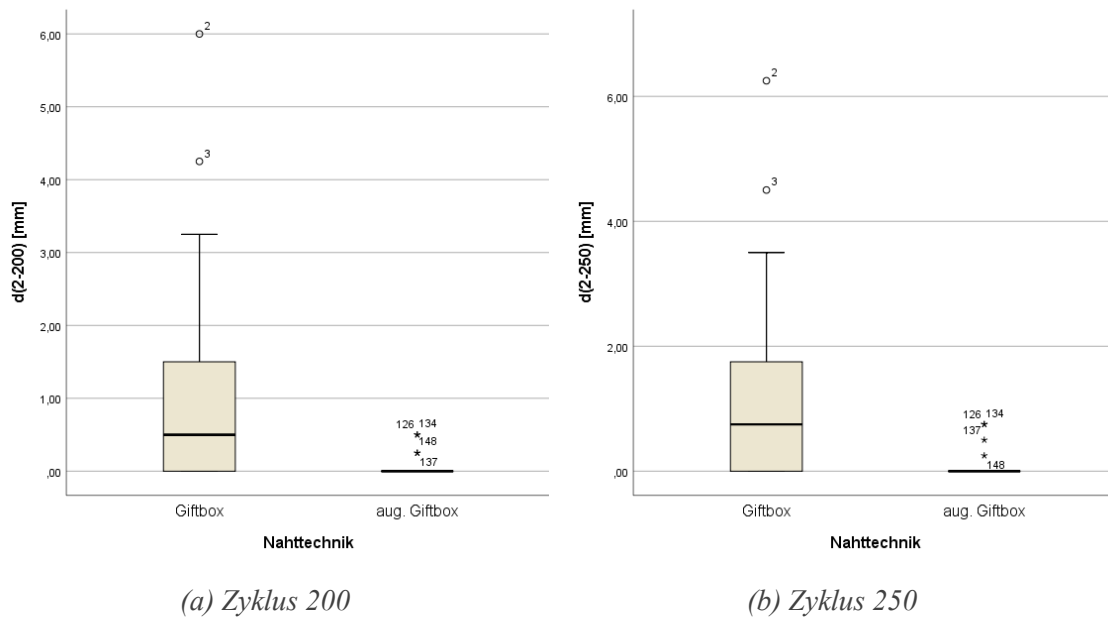 6,00
5,00
4,00
3,00
2,00
1,00
,00
d(2-200) [mm]
2
3
126 134
148
137
Giftbox aug. Giftbox
Nahttechnik
(a) Zyklus 200
6,00
4,00
2,00
,00
d(2-250) [mm]
2
3
126 134
137
148
Giftbox aug. Giftbox
Nahttechnik
(b) Zyklus 250